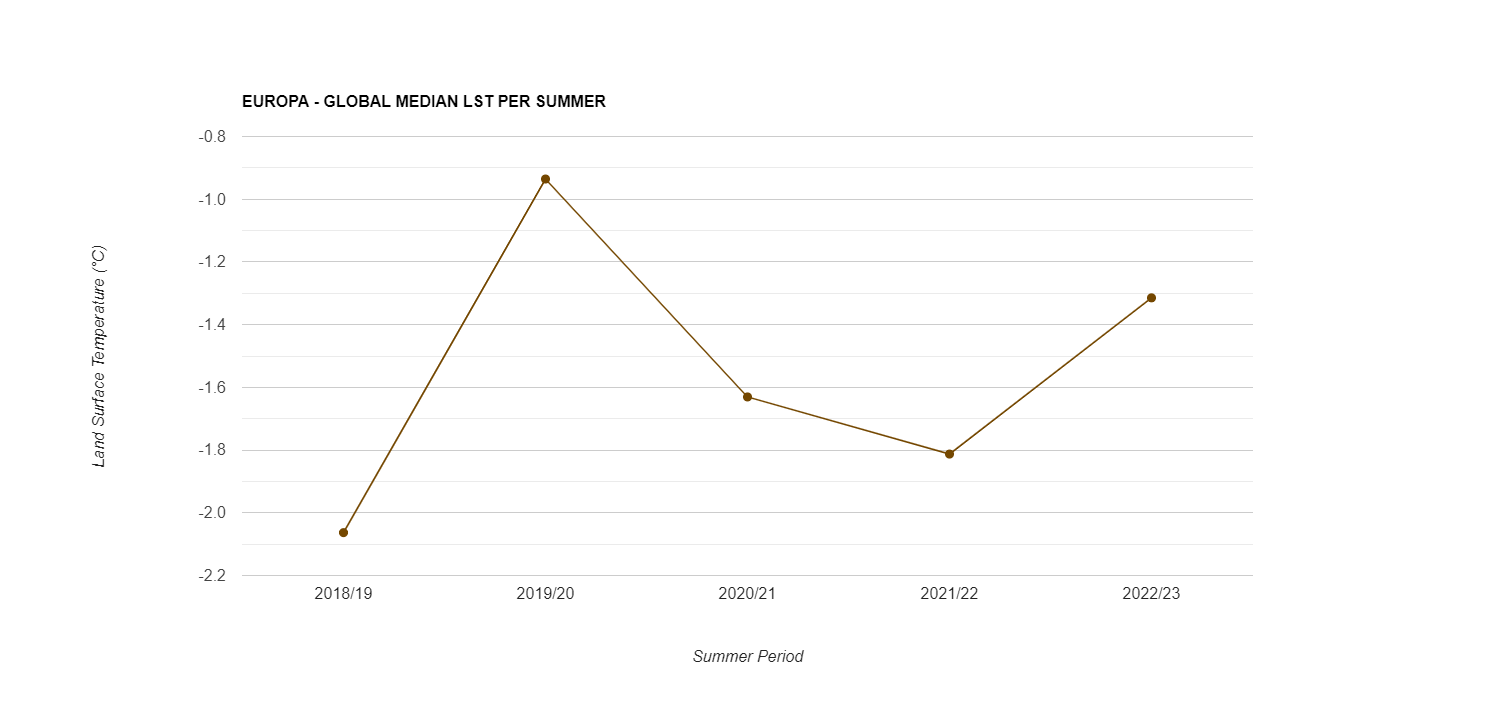 EUROPA - GLOBAL MEDIAN LST PER SUMMER
-0.8
-1.0
-1.2
-1.4
-1.6
-1.8
-2.0
-2.2
Land Surface Temperature (°C)
2018/19 2019/20 2020/21 2021/22 2022/23
Summer Period